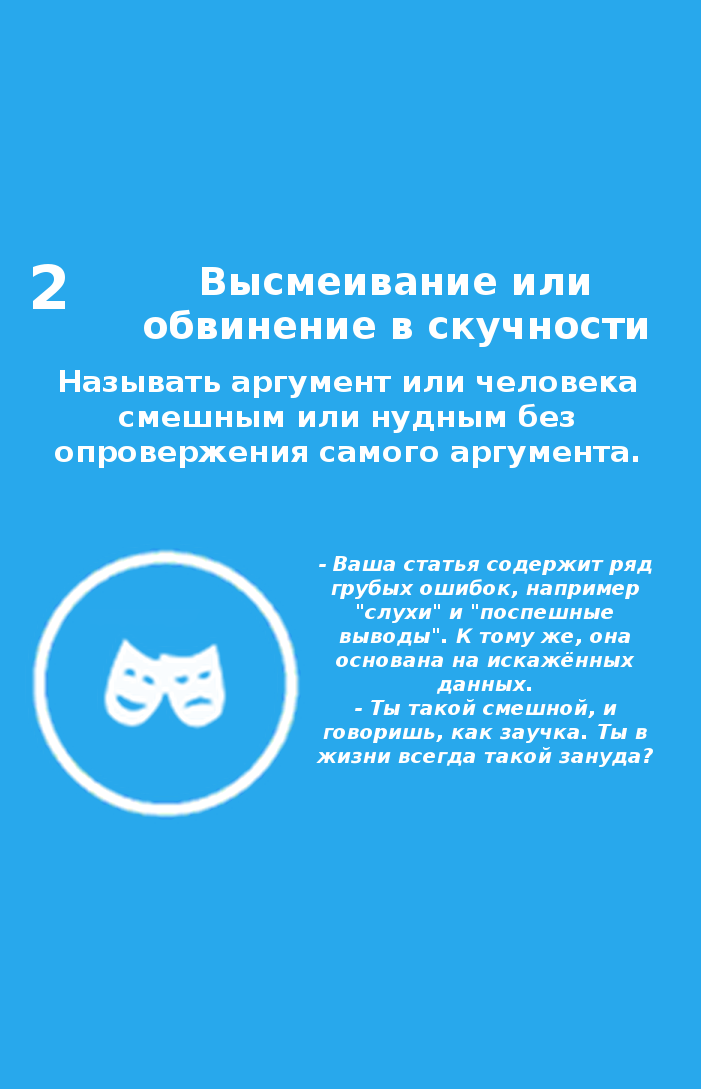 2
Высмеивание или
обвинение в скучности
Называть аргумент или человека
смешным или нудным без
опровержения самого аргумента.
- Ваша статья содержит ряд
грубых ошибок, например
"слухи" и "поспешные
выводы". К тому же, она
основана на искажённых
данных.
- Ты такой смешной, и
говоришь, как заучка. Ты в
жизни всегда такой зануда?